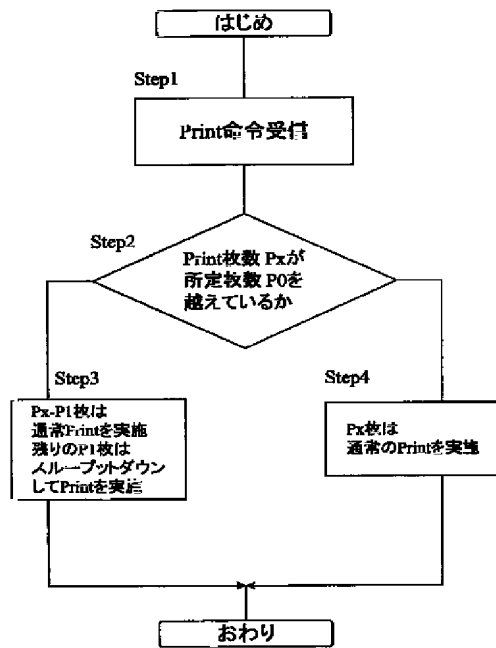 はじめ
Step1
Print命令受信
Step2
Print枚数 Pxが
所定枚数 P0を
越えているか
Step3
Px-P1枚は
通常Printを実施
残りのP1枚は
スループットダウン
してPrintを実施
Step4
Px枚は
通常のPrintを実施
おわり